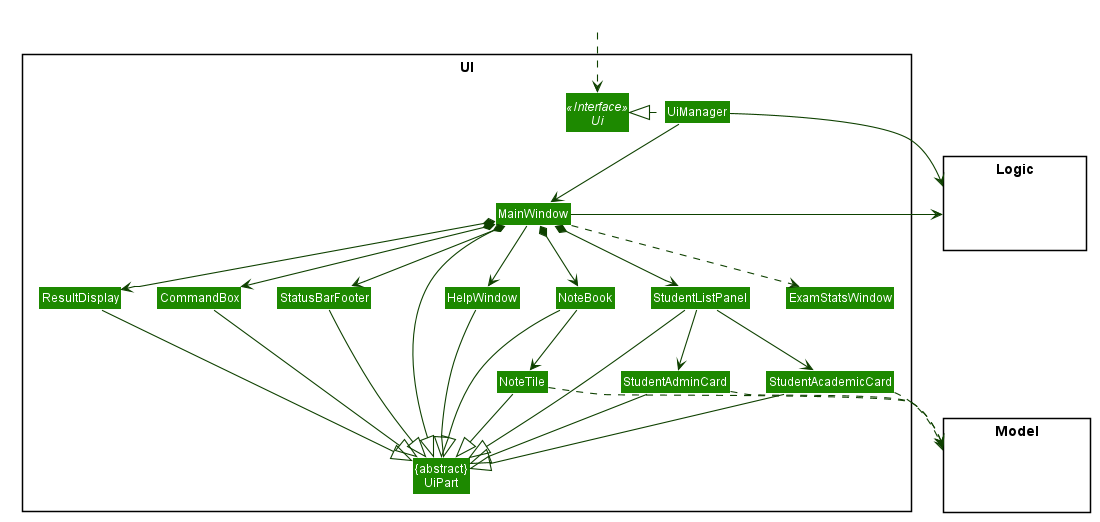 UI
«Interface»
Ui
UiManager
Logic
MainWindow
ResultDisplay
CommandBox
StatusBarFooter
HelpWindow
NoteBook
StudentListPanel
ExamStatsWindow
NoteTile
StudentAdminCard
StudentAcademicCard
Model
{abstract}
UiPart